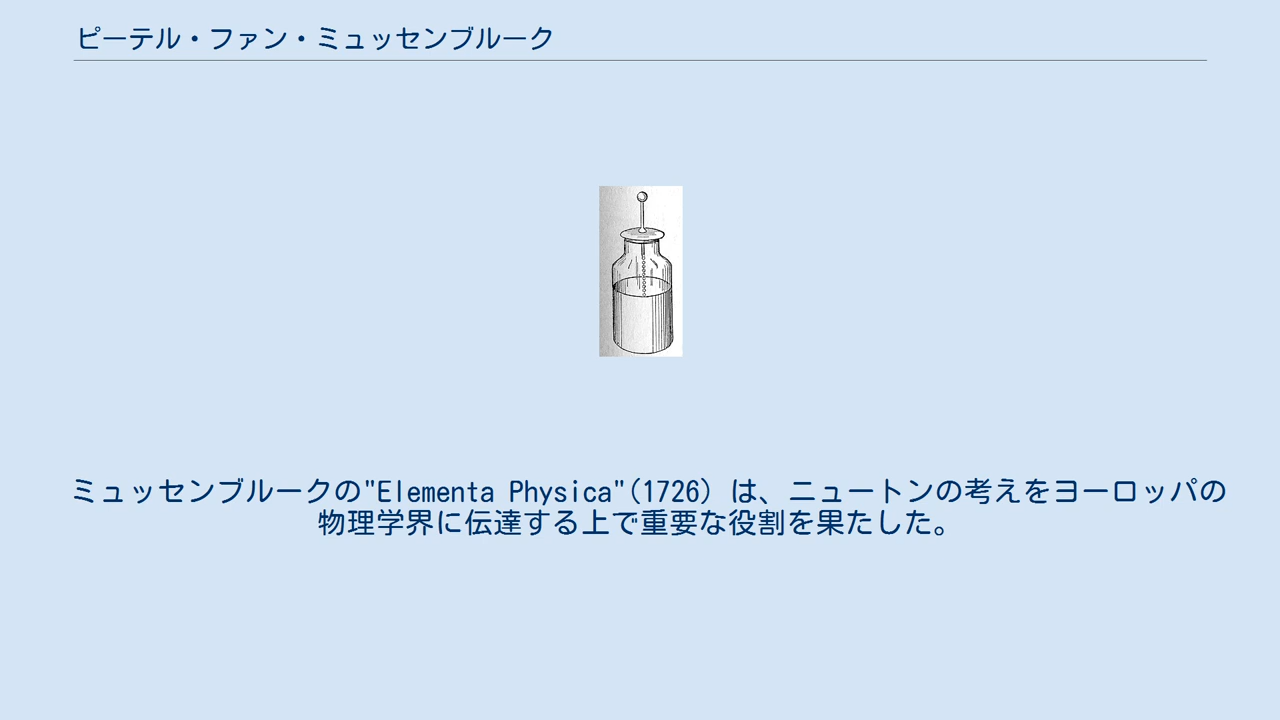 ピーテル・ファン・ミュッセンブルーク
ミュッセンブルークの"Elementa Physica"(1726) は、ニュートンの考えをヨーロッパの
物理学界に伝達する上で重要な役割を果たした。